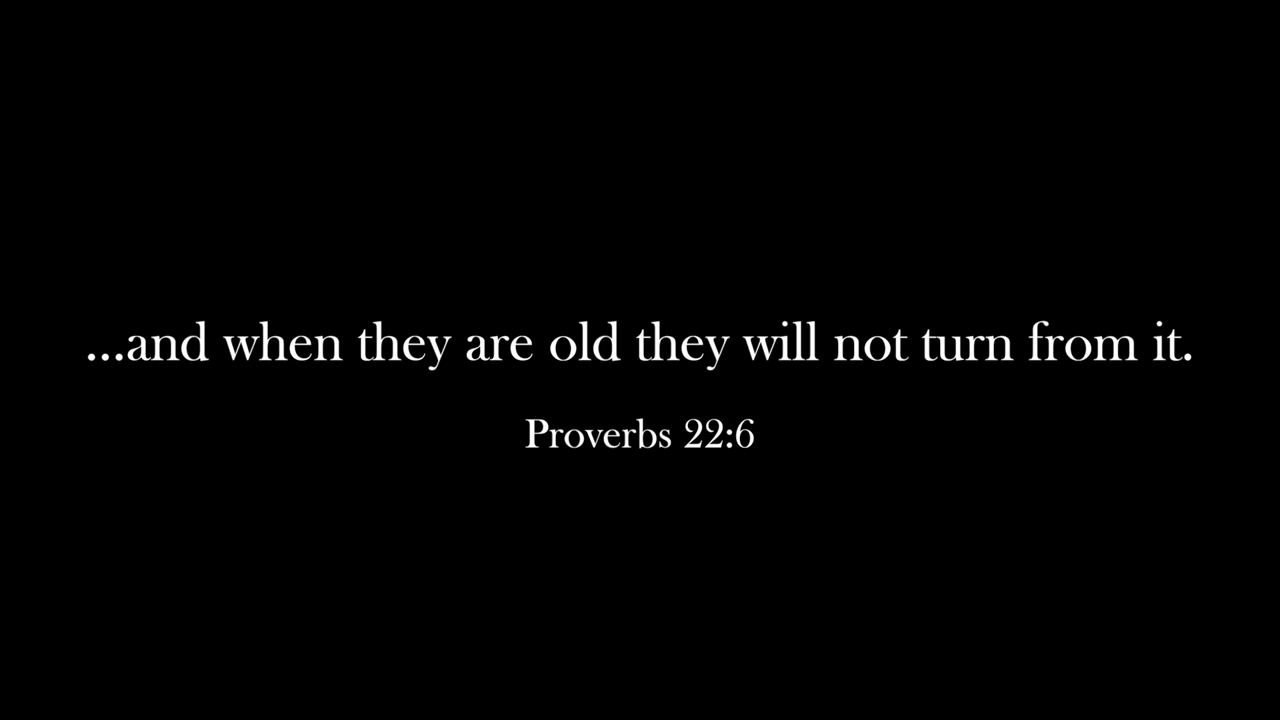 ...and when they are old they will not turn from it.
Proverbs 22:6